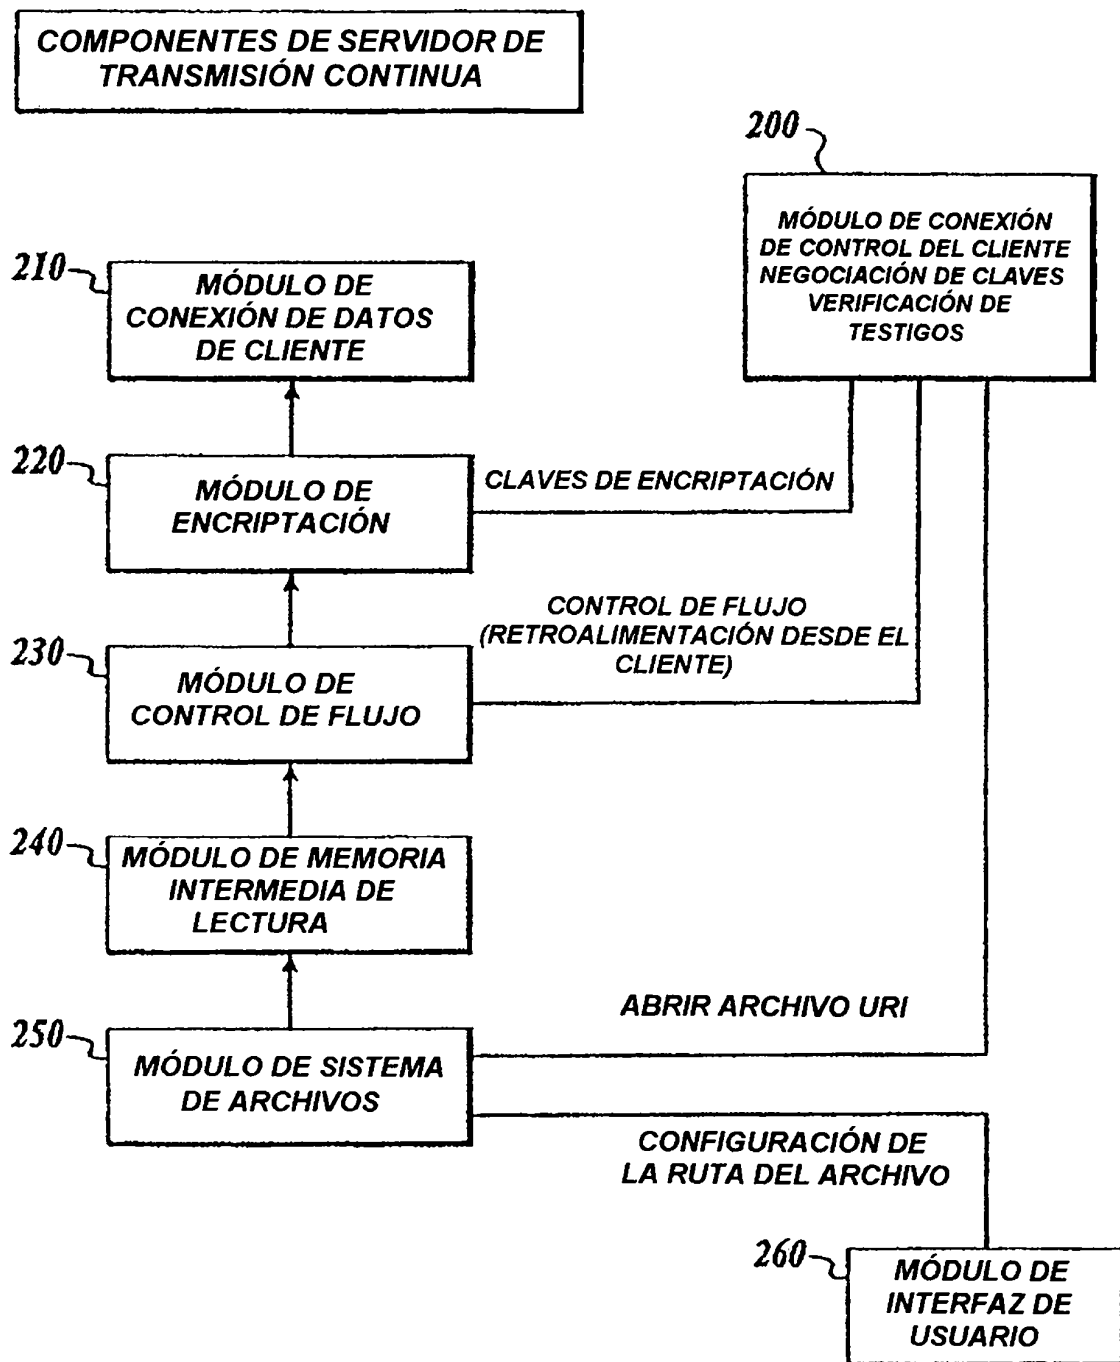 COMPONENTES DE SERVIDOR DE
TRANSMISIÓN CONTINUA
200
MÓDULO DE CONEXIÓN
DE CONTROL DEL CLIENTE
NEGOCIACIÓN DE CLAVES
VERIFICACIÓN DE
TESTIGOS
210
MÓDULO DE
CONEXIÓN DE DATOS
DE CLIENTE
220
MÓDULO DE
ENCRIPTACIÓN
CLAVES DE ENCRIPTACIÓN
CONTROL DE FLUJO
(RETROALIMENTACIÓN DESDE EL
CLIENTE)
230
MÓDULO DE
CONTROL DE FLUJO
240
MÓDULO DE MEMORIA
INTERMEDIA DE
LECTURA
ABRIR ARCHIVO URI
250
MÓDULO DE SISTEMA
DE ARCHIVOS
CONFIGURACIÓN DE
LA RUTA DEL ARCHIVO
260
MÓDULO DE
INTERFAZ DE
USUARIO